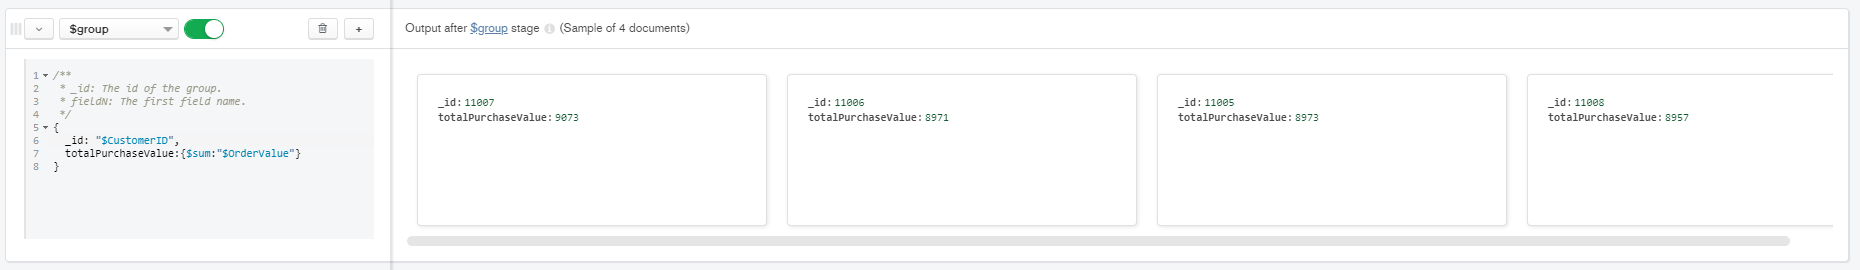 $group
+
Output after $group stage (Sample of 4 documents)
1 /**
2 * _id: The id of the group.
3 * fieldN: The first field name.
4 */
5 {
6 _id: "$CustomerID",
7 totalPurchaseValue:{$sum:"$OrderValue"}
8 }
_id: 11007
totalPurchaseValue: 9073
_id: 11006
totalPurchaseValue: 8971
_id: 11005
totalPurchaseValue: 8973
_id: 11008
totalPurchaseValue: 8957